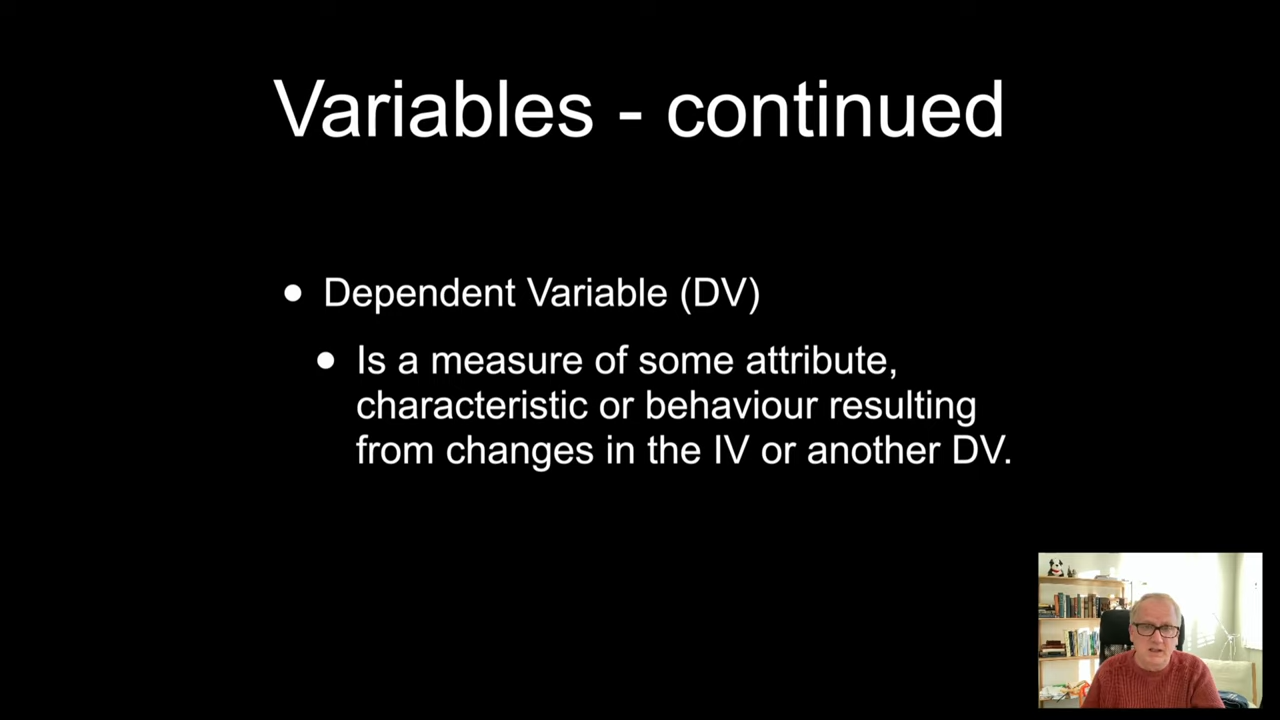 Variables - continued
• Dependent Variable (DV)
• Is a measure of some attribute,
characteristic or behaviour resulting
from changes in the IV or another DV.